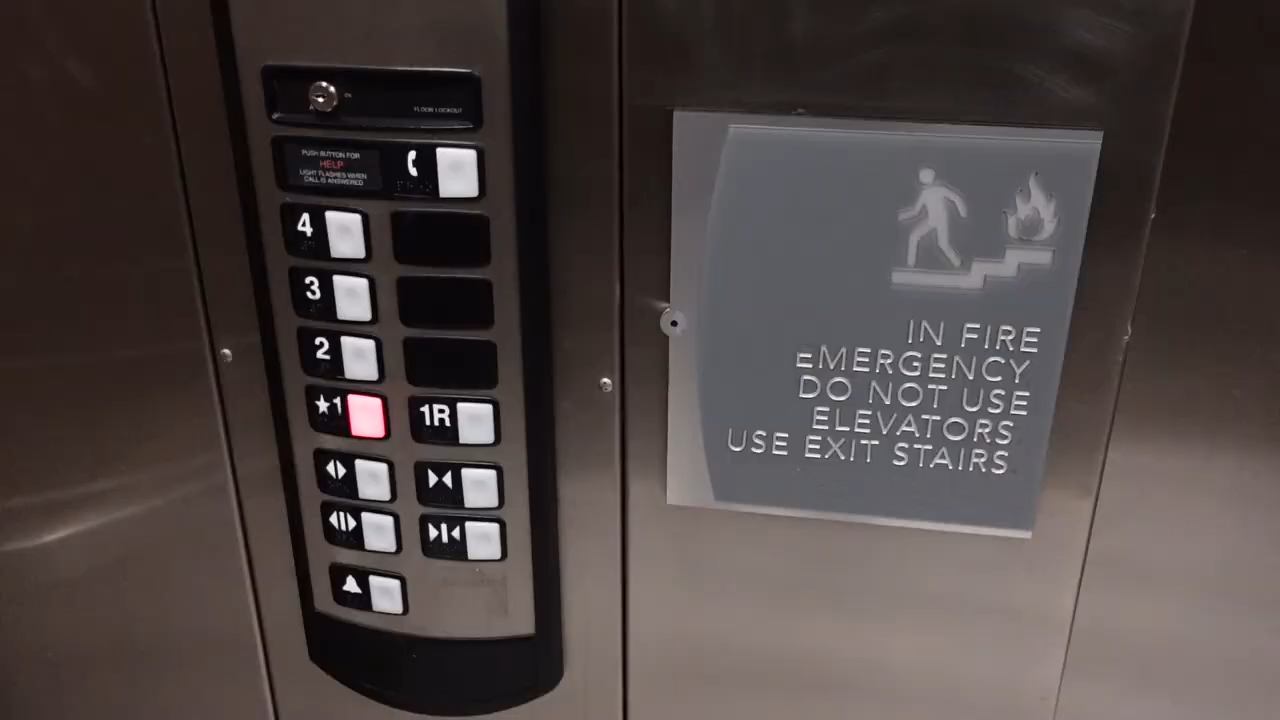 ON
FLOOR LOCKOUT
PUSH BUTTON FOR
HELP
LIGHT FLASHES WHEN
CALL IS ANSWERED
4
3
2
★1
1R
IN FIRE
EMERGENCY
DO NOT USE
ELEVATORS
USE EXIT STAIRS